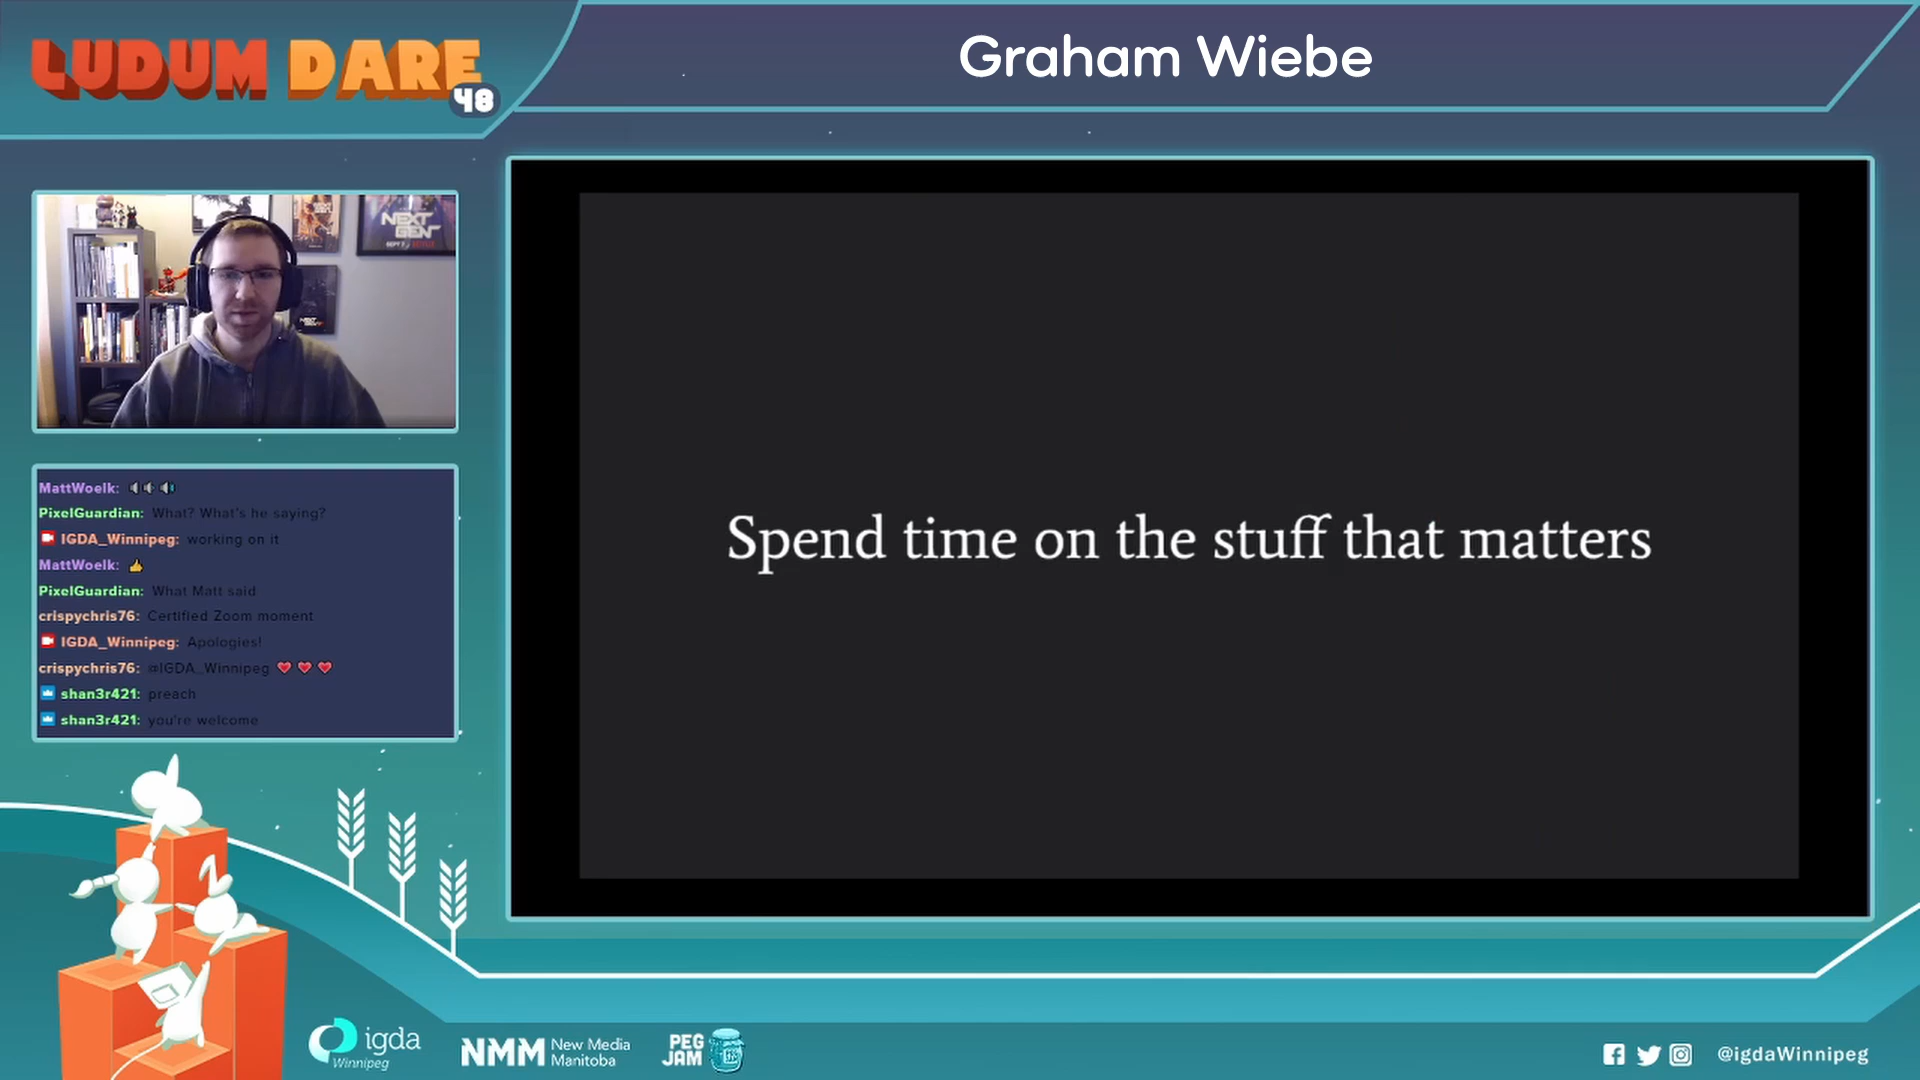 LUDUM DARE
48
Graham Wiebe
NEXT
GEN
Spend time on the stuff that matters
MattWoelk:
PixelGuardian: What? What's he saying?
IGDA_Winnipeg: working on it
MattWoelk: 👍
PixelGuardian: What Matt said
crispychris76: Certified Zoom moment
IGDA_Winnipeg: Apologies!
crispychris76: @IGDA_Winnipeg ❤️ ❤️ ❤️
shan3r421: preach
shan3r421: you're welcome
igda
Winnipeg
NMM New Media
Manitoba
PEG
JAM
@igdaWinnipeg